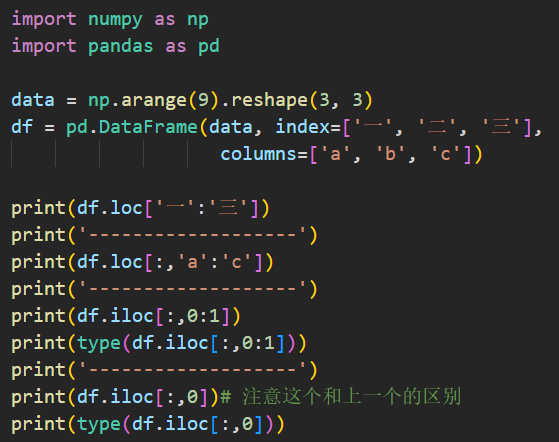 import numpy as np
import pandas as pd
data = np.arange(9).reshape(3, 3)
df = pd.DataFrame(data, index=['一', '二', '三'],
columns=['a', 'b', 'c'])
print(df.loc['一':'三'])
print('-------------------')
print(df.loc[:,'a':'c'])
print('-------------------')
print(df.iloc[:,0:1])
print(type(df.iloc[:,0:1]))
print('-------------------')
print(df.iloc[:,0])# 注意这个和上一个的区别
print(type(df.iloc[:,0]))